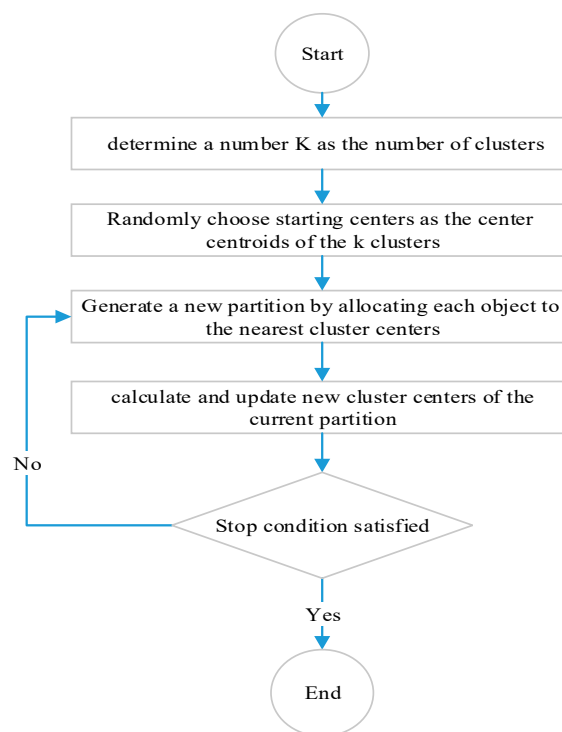 Start
determine a number K as the number of clusters
Randomly choose starting centers as the center
centroids of the k clusters
Generate a new partition by allocating each object to
the nearest cluster centers
calculate and update new cluster centers of the
current partition
No
Stop condition satisfied
Yes
End